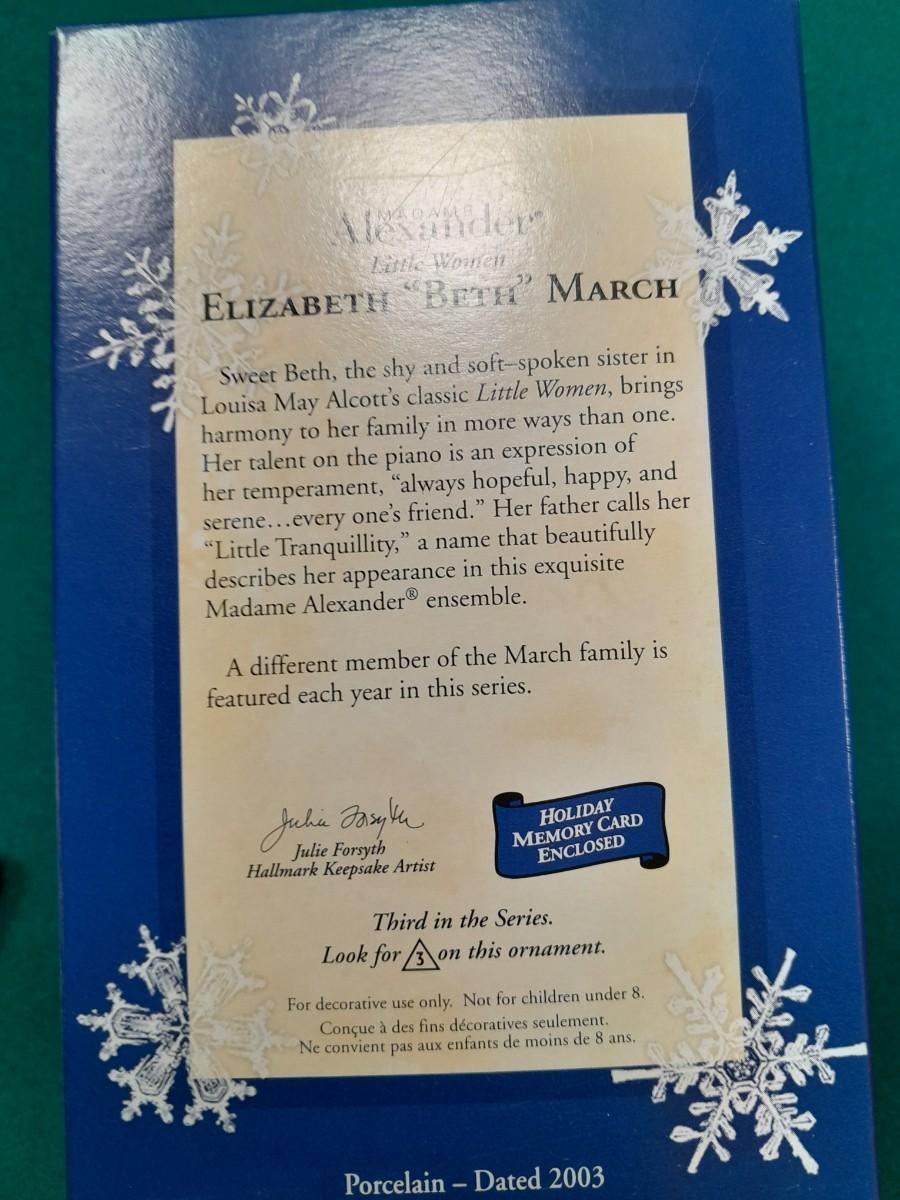 MADAME
Alexander®
Little Women
ELIZABETH “BETH” MARCH
Sweet Beth, the shy and soft–spoken sister in
Louisa May Alcott’s classic Little Women, brings
harmony to her family in more ways than one.
Her talent on the piano is an expression of
her temperament, “always hopeful, happy, and
serene…every one’s friend.” Her father calls her
“Little Tranquillity,” a name that beautifully
describes her appearance in this exquisite
Madame Alexander® ensemble.
A different member of the March family is
featured each year in this series.
Julie Forsyth
Julie Forsyth
Hallmark Keepsake Artist
HOLIDAY
MEMORY CARD
ENCLOSED
Third in the Series.
Look for 3 on this ornament.
For decorative use only. Not for children under 8.
Conçue à des fins décoratives seulement.
Ne convient pas aux enfants de moins de 8 ans.
Porcelain – Dated 2003